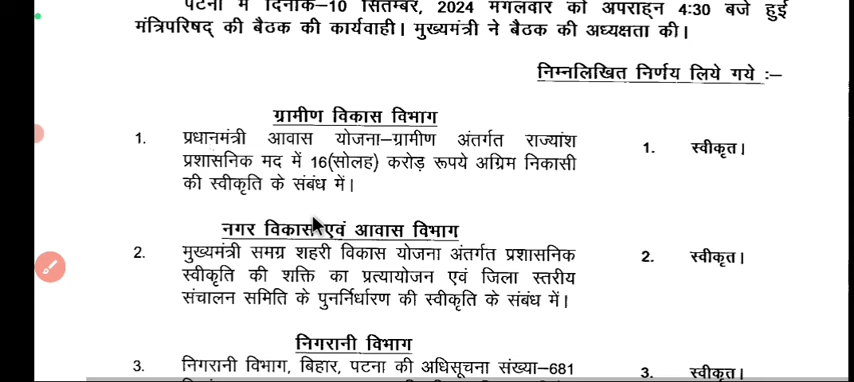 पटना में दिनांक–10 सितम्बर, 2024 मंगलवार को अपराह्न 4:30 बजे हुई
मंत्रिपरिषद् की बैठक की कार्यवाही। मुख्यमंत्री ने बैठक की अध्यक्षता की।
निम्नलिखित निर्णय लिये गये :–
ग्रामीण विकास विभाग
1. प्रधानमंत्री आवास योजना–ग्रामीण अंतर्गत राज्यांश 1. स्वीकृत।
प्रशासनिक मद में 16(सोलह) करोड़ रूपये अग्रिम निकासी
की स्वीकृति के संबंध में।
नगर विकास एवं आवास विभाग
2. मुख्यमंत्री समग्र शहरी विकास योजना अंतर्गत प्रशासनिक 2. स्वीकृत।
स्वीकृति की शक्ति का प्रत्यायोजन एवं जिला स्तरीय
संचालन समिति के पुनर्निर्धारण की स्वीकृति के संबंध में।
निगरानी विभाग
3. निगरानी विभाग, बिहार, पटना की अधिसूचना संख्या–681 3. स्वीकृत।